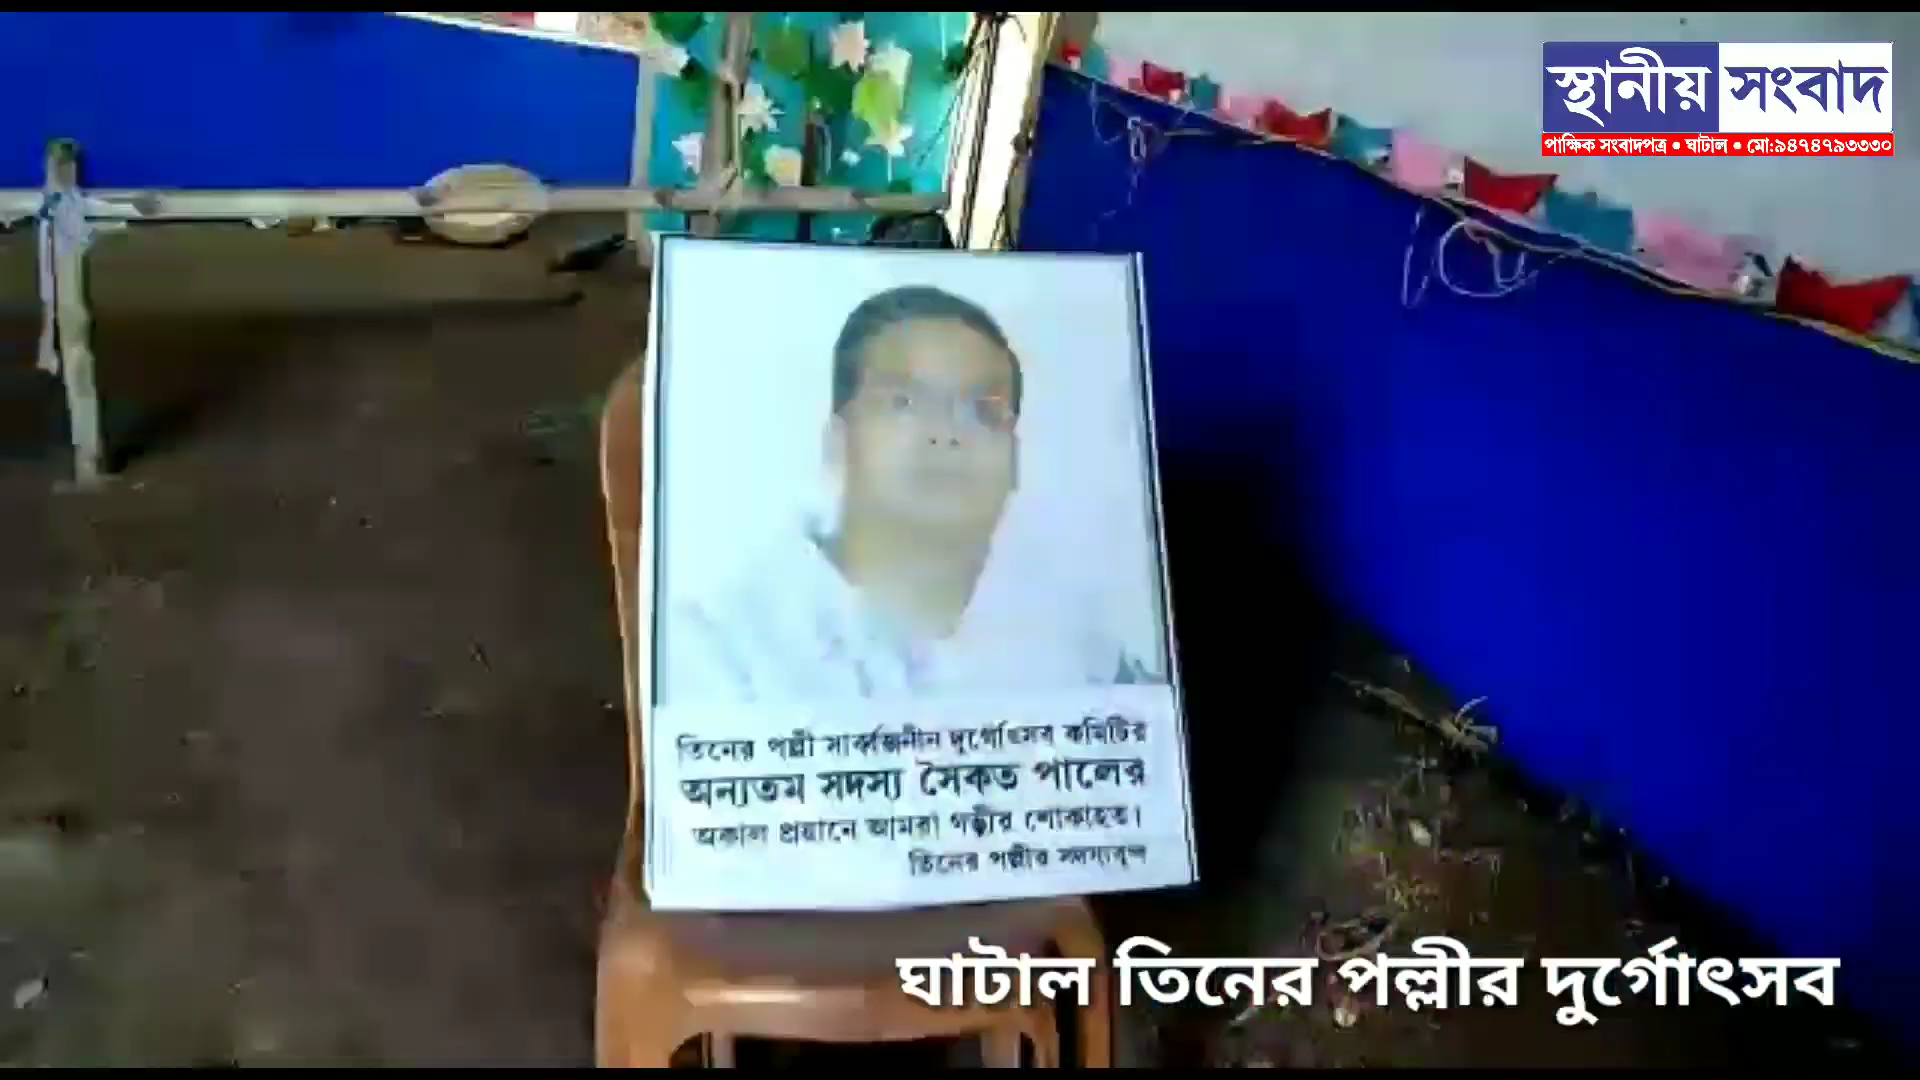 স্থানীয় সংবাদ
পাক্ষিক সংবাদপত্র • ঘাটাল • মো:৯৪৭৪৭৯৩৩৩০
তিনের পল্লী সার্ব্বজনীন দুর্গোৎসব কমিটির
অন্যতম সদস্য সৈকত পালের
অকাল প্রয়ানে আমরা গভীর শোকাহত।
তিনের পল্লীর সদস্যবৃন্দ
ঘাটাল তিনের পল্লীর দুর্গোৎসব